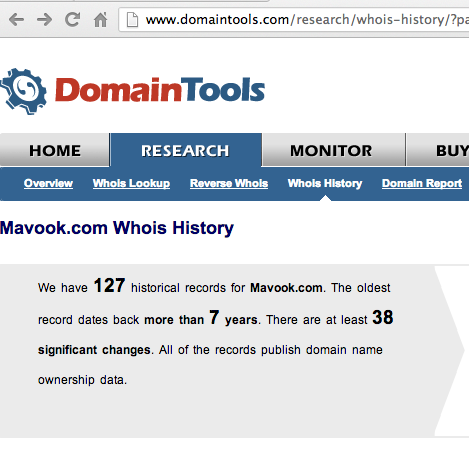 www.domaintools.com/research/whois-history/?pa
DomainTools
HOME RESEARCH MONITOR BUY
Overview Whois Lookup Reverse Whois Whois History Domain Report
Mavook.com Whois History
We have 127 historical records for Mavook.com. The oldest
record dates back more than 7 years. There are at least 38
significant changes. All of the records publish domain name
ownership data.